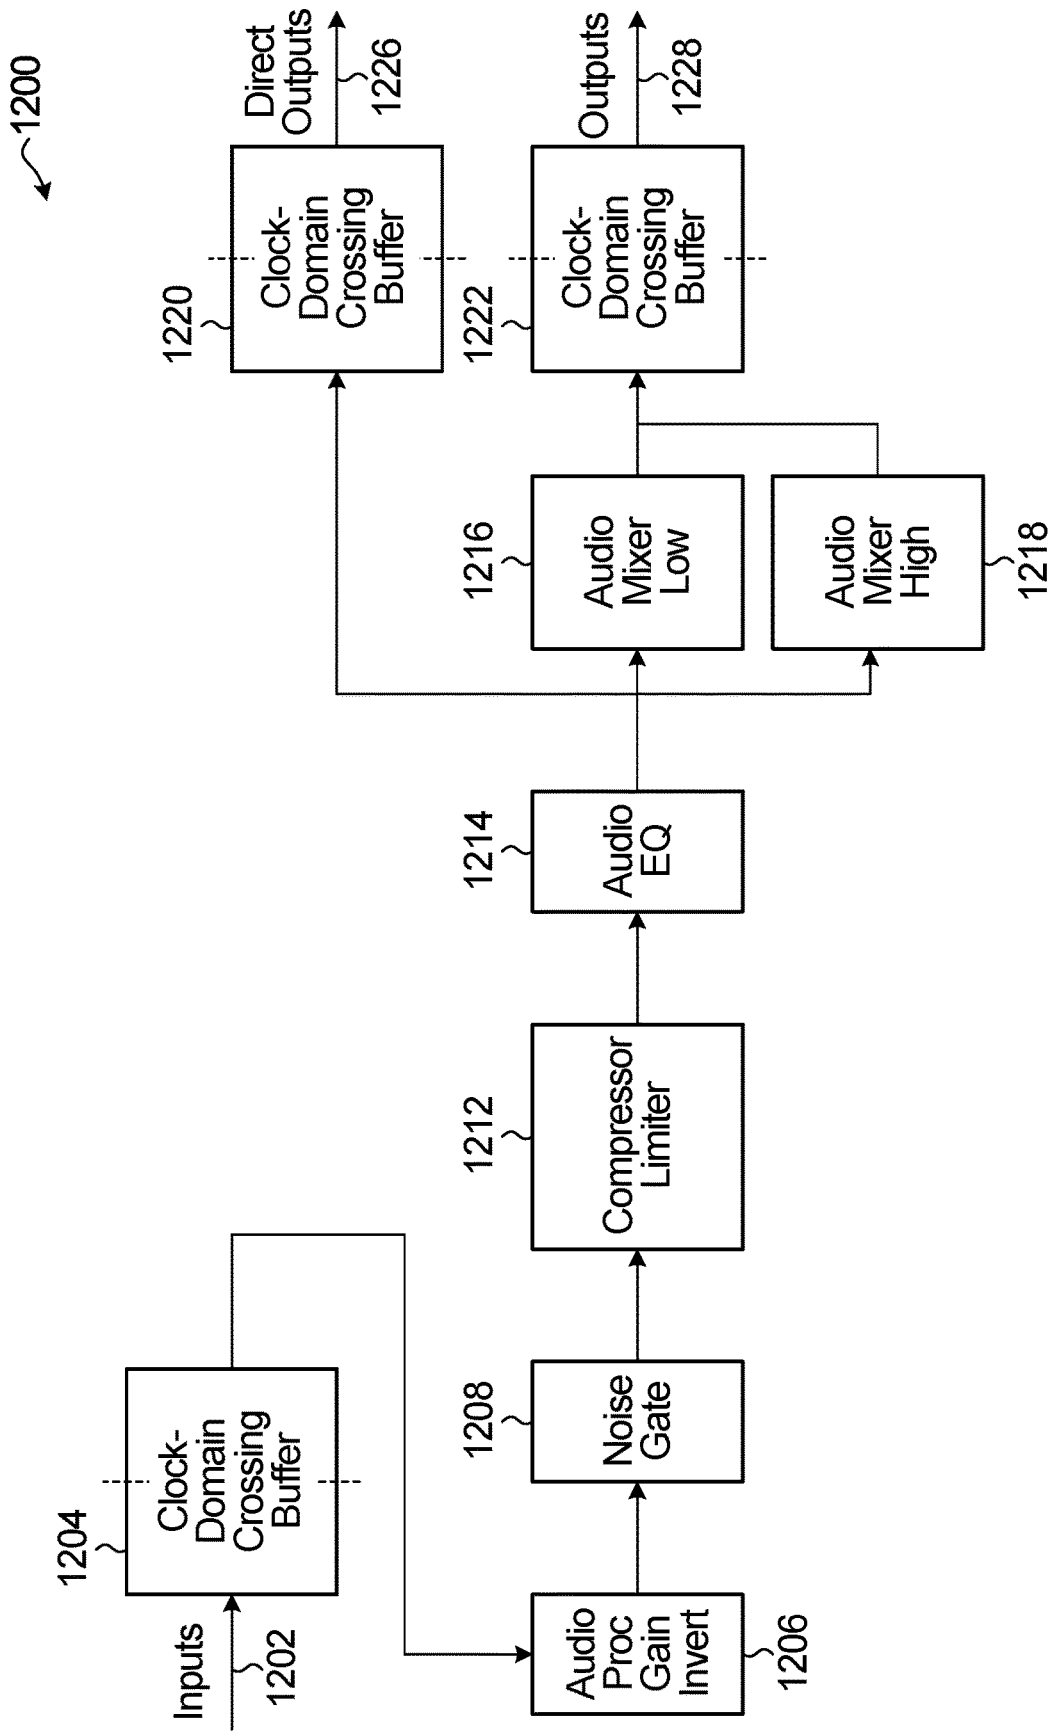 1200
Inputs
1202
1204
Clock-
Domain
Crossing
Buffer
Audio
Proc
Gain
Invert
1206
1208
Noise
Gate
1212
Compressor
Limiter
1214
Audio
EQ
1216
Audio
Mixer
Low
Audio
Mixer
High
1218
1220
Clock-
Domain
Crossing
Buffer
Direct
Outputs
1226
1222
Clock-
Domain
Crossing
Buffer
Outputs
1228